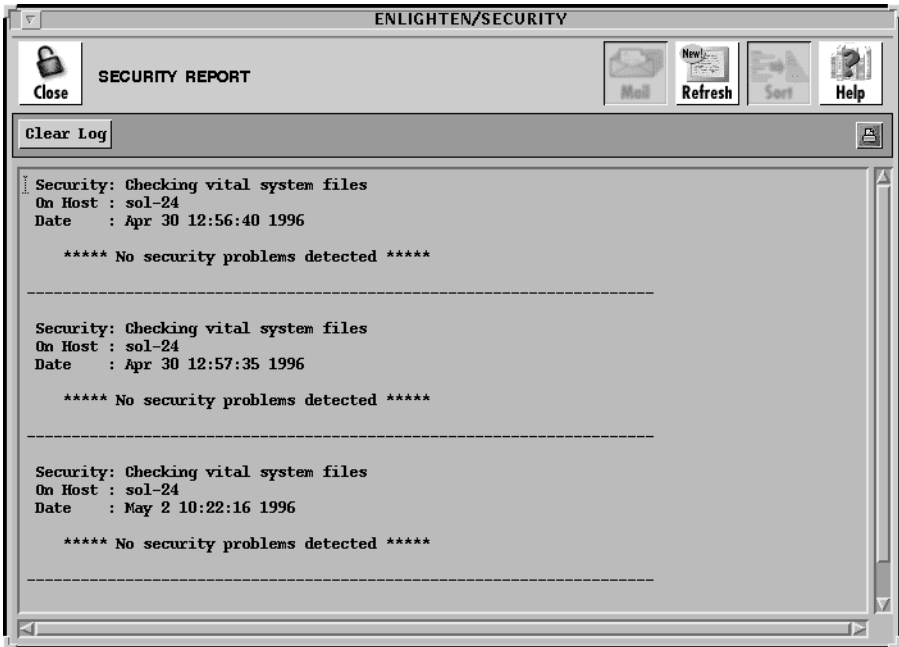 ENLIGHTEN/SECURITY
Close
SECURITY REPORT
Mail
New!
Refresh
Sort
Help
Clear Log
Security: Checking vital system files
On Host : sol-24
Date    : Apr 30 12:56:40 1996
***** No security problems detected *****
----------------------------------------------------------------------
Security: Checking vital system files
On Host : sol-24
Date    : Apr 30 12:57:35 1996
***** No security problems detected *****
----------------------------------------------------------------------
Security: Checking vital system files
On Host : sol-24
Date    : May 2 10:22:16 1996
***** No security problems detected *****
----------------------------------------------------------------------